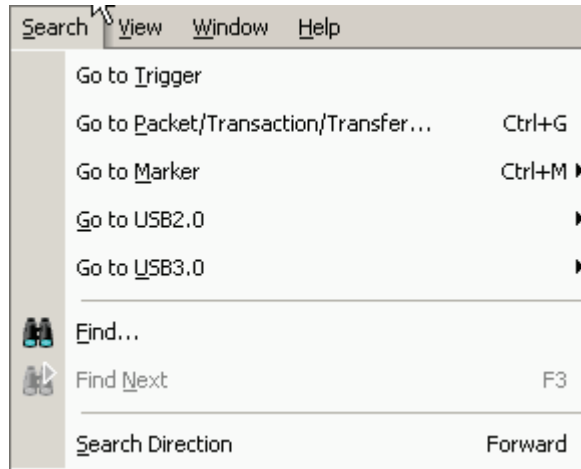 Search View Window Help
Go to Trigger
Go to Packet/Transaction/Transfer... Ctrl+G
Go to Marker Ctrl+M
Go to USB2.0
Go to USB3.0
Find...
Find Next F3
Search Direction Forward